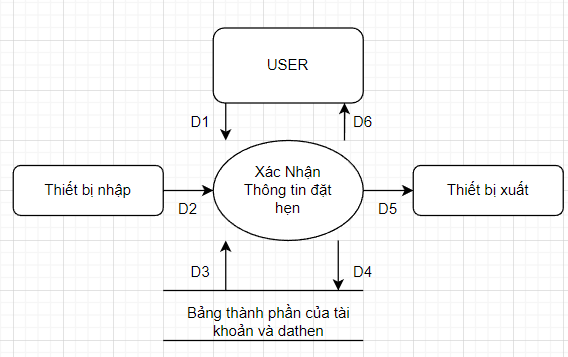 USER
D1
D6
Xác Nhận
Thông tin đặt
hẹn
Thiết bị nhập
Thiết bị xuất
D2
D5
D3
D4
Bảng thành phần của tài
khoản và dathen